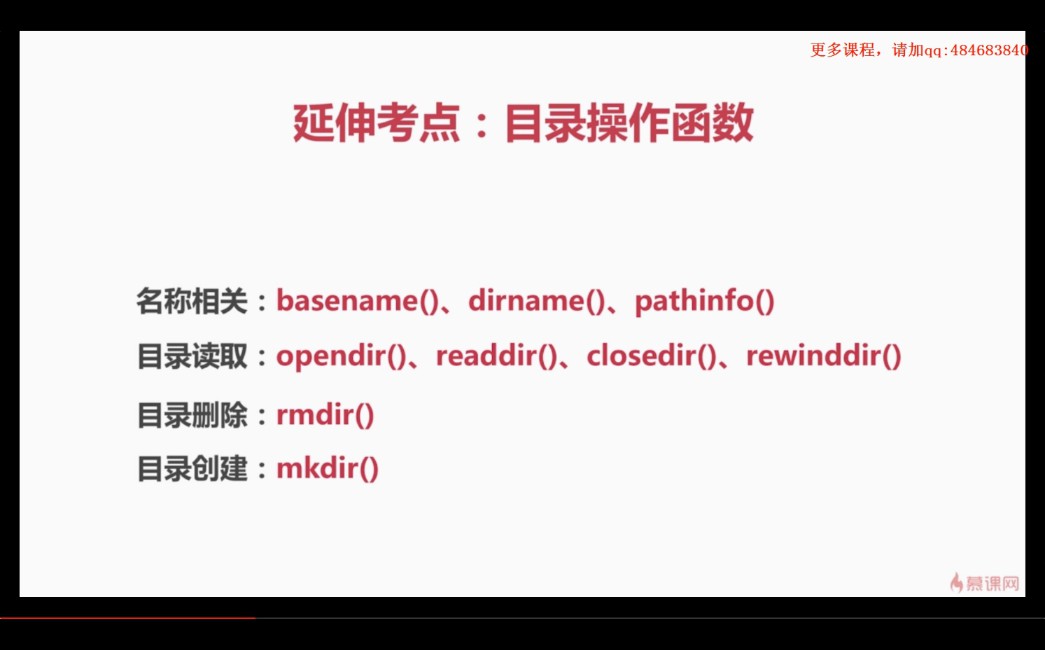 更多课程，请加qq:484683840
延伸考点：目录操作函数
名称相关：basename()、dirname()、pathinfo()
目录读取：opendir()、readdir()、closedir()、rewinddir()
目录删除：rmdir()
目录创建：mkdir()
慕课网